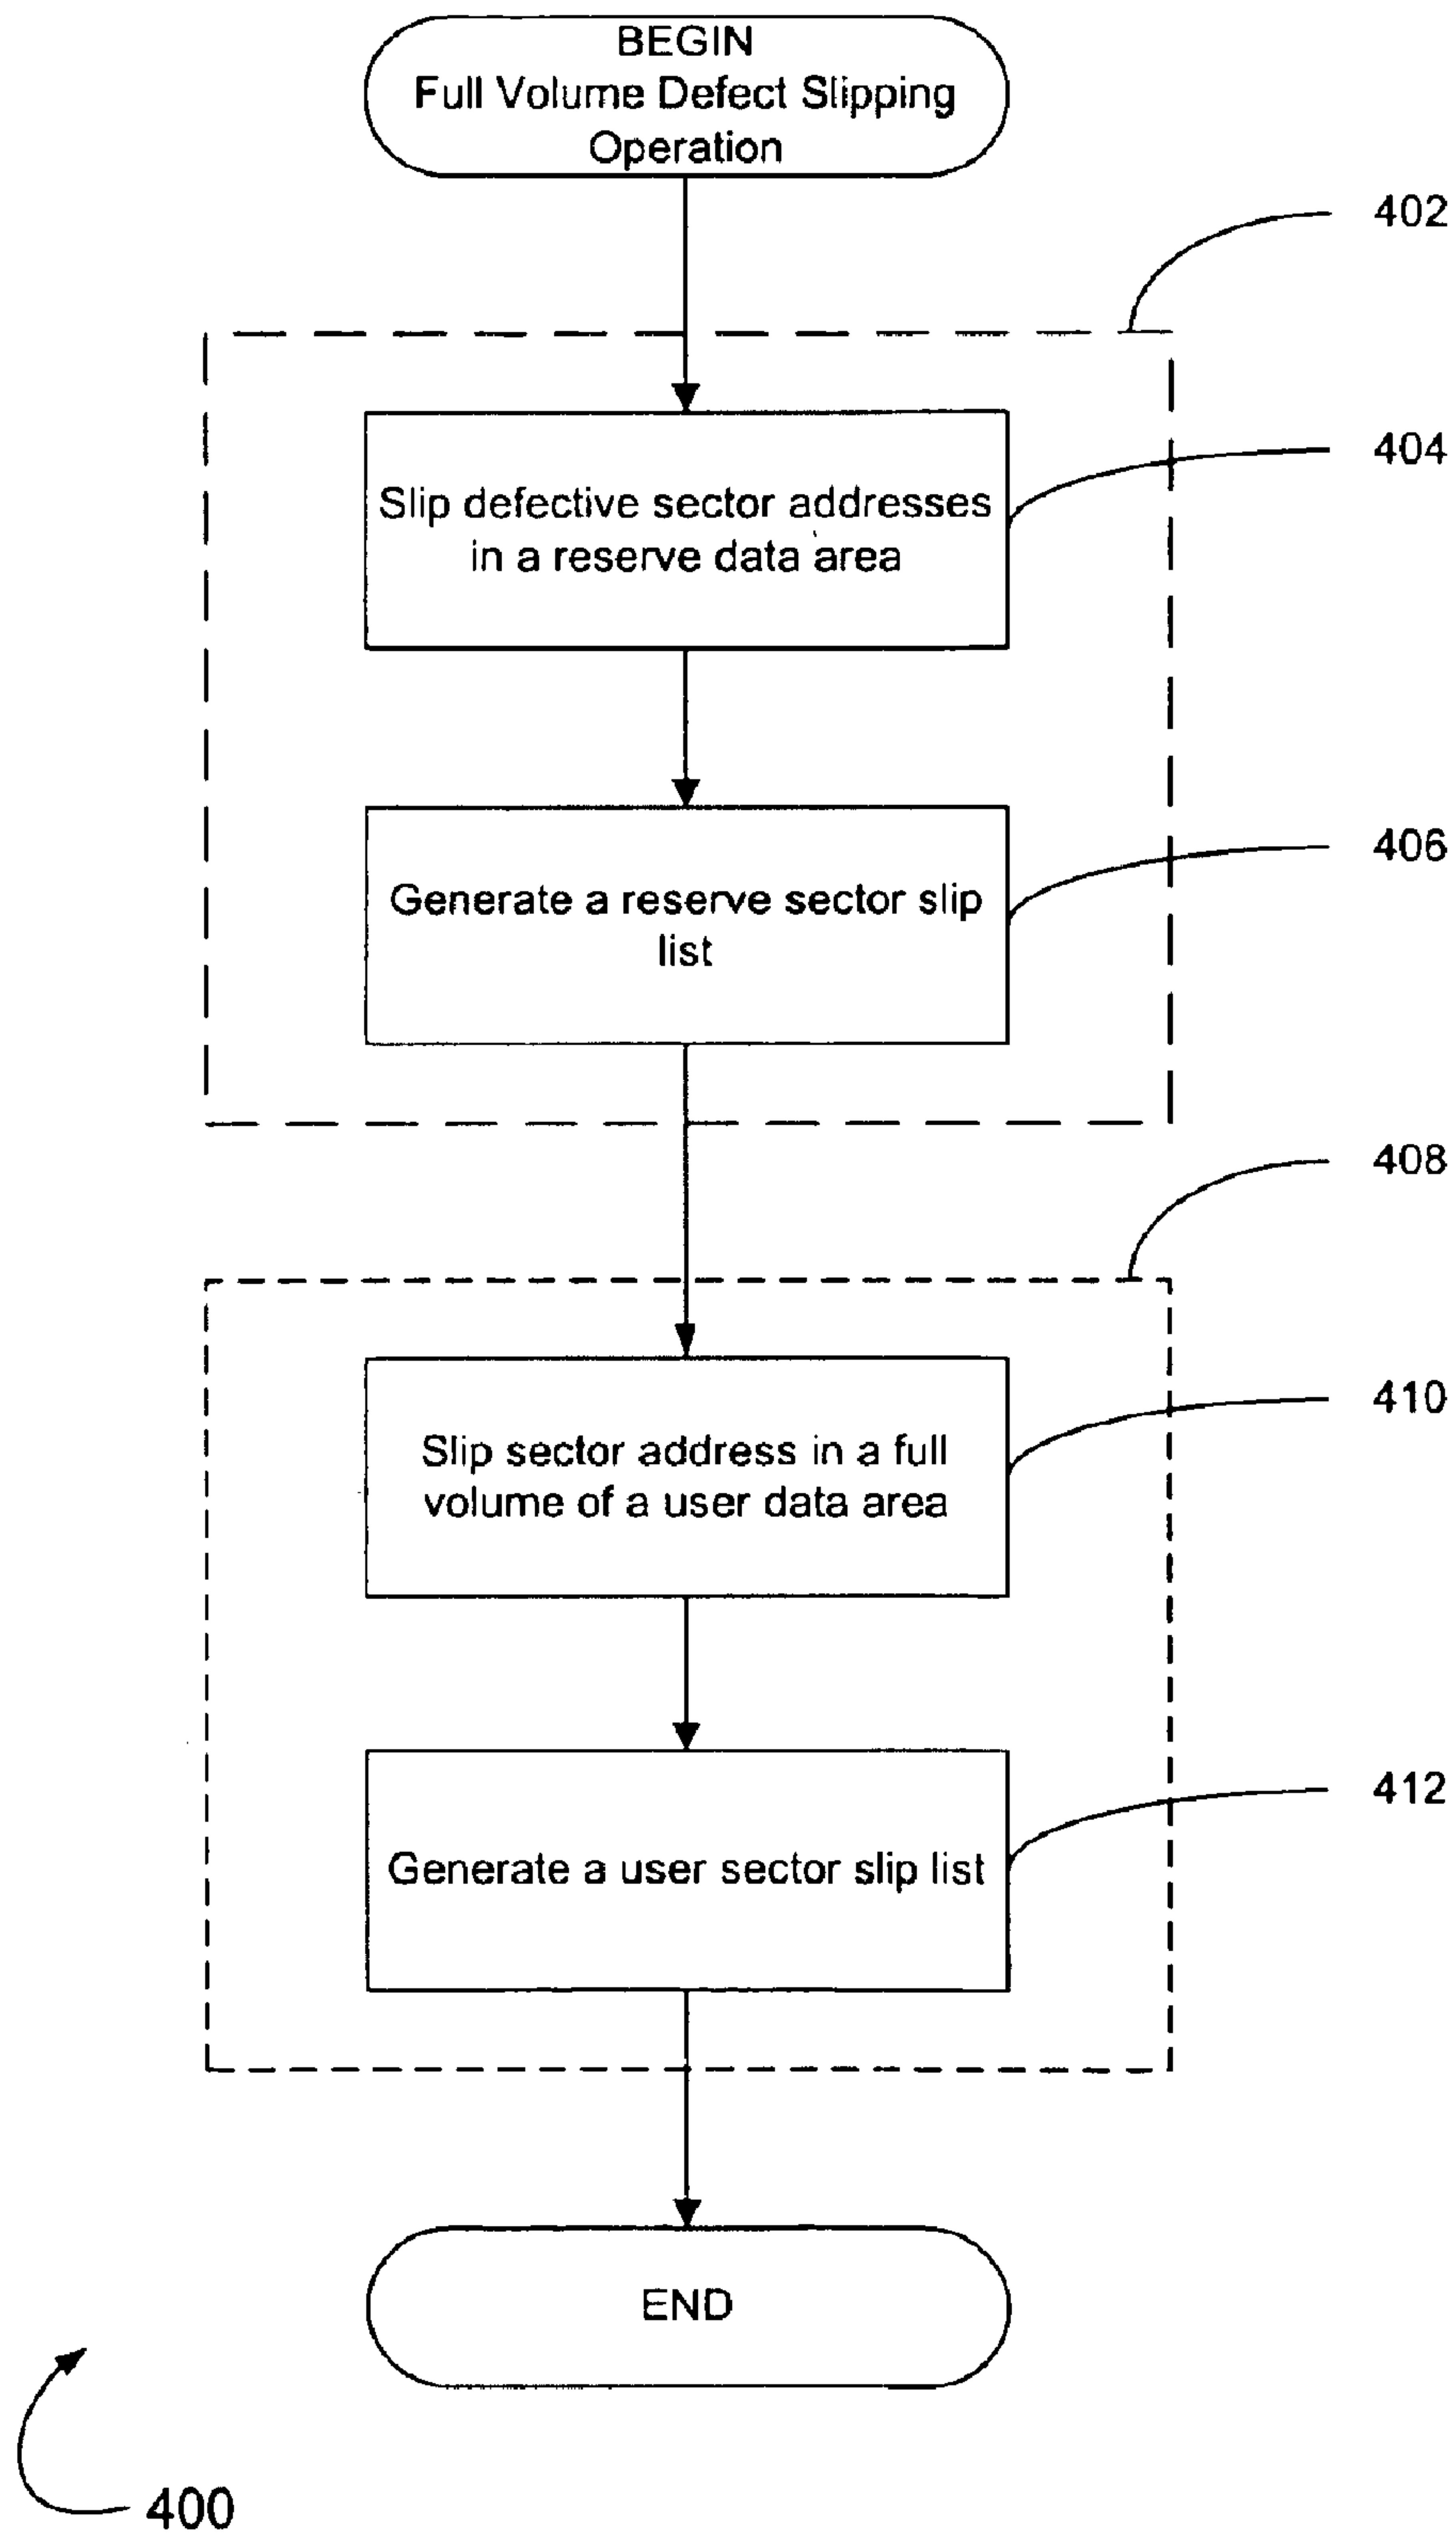 BEGIN
Full Volume Defect Slipping
Operation
402
404
Slip defective sector addresses
in a reserve data area
406
Generate a reserve sector slip
list
408
410
Slip sector address in a full
volume of a user data area
412
Generate a user sector slip list
END
400